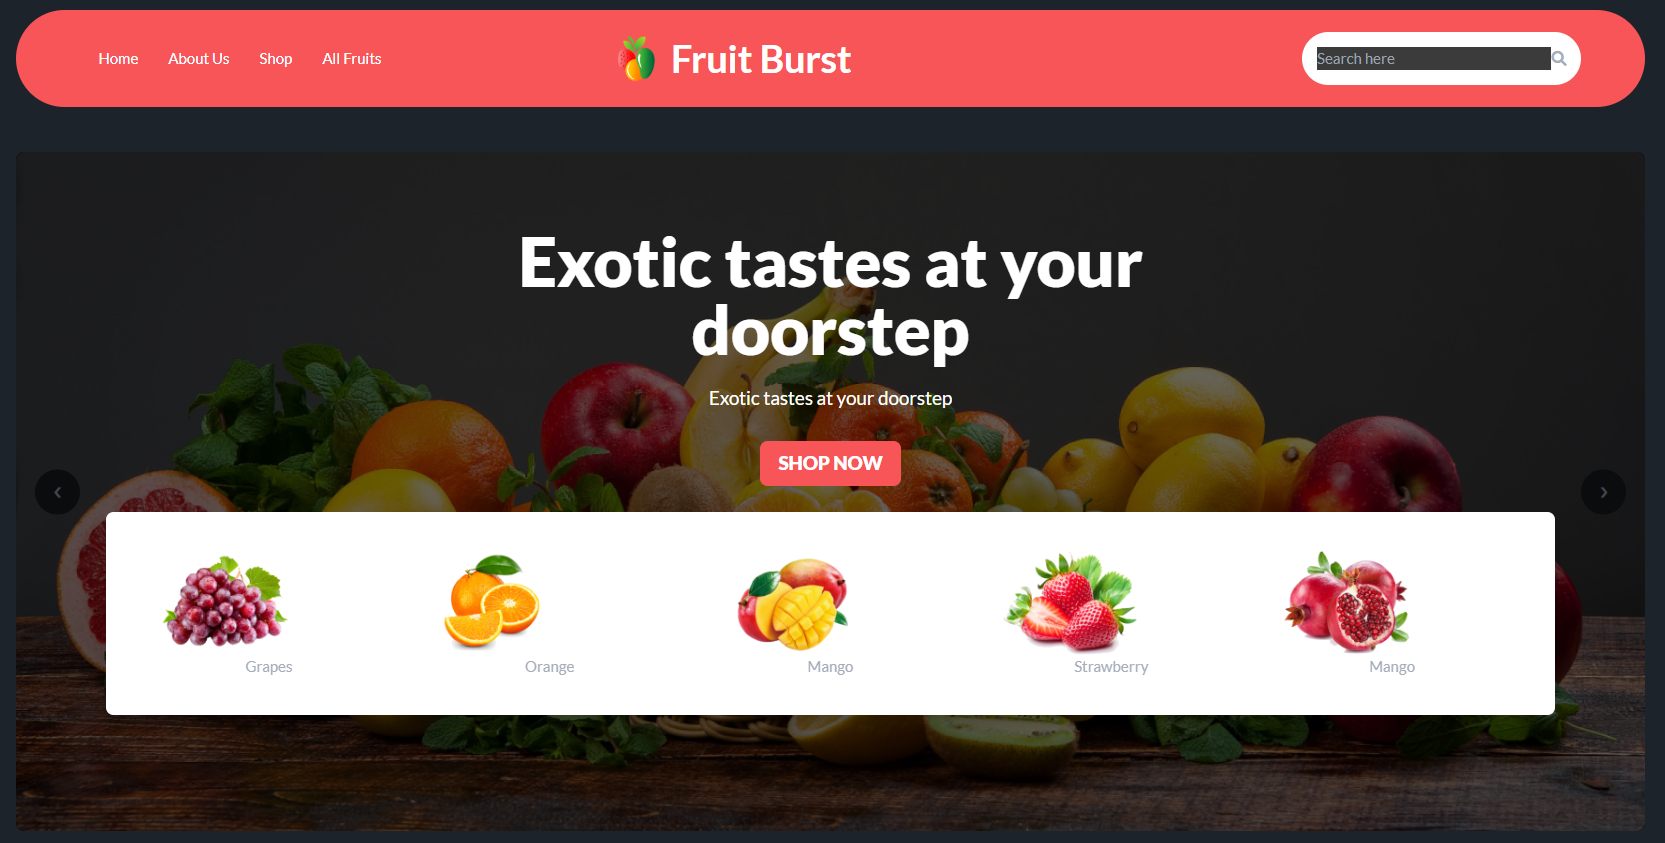 Home About Us Shop All Fruits
Fruit Burst
Search here
Exotic tastes at your
doorstep
Exotic tastes at your doorstep
SHOP NOW
Grapes
Orange
Mango
Strawberry
Mango